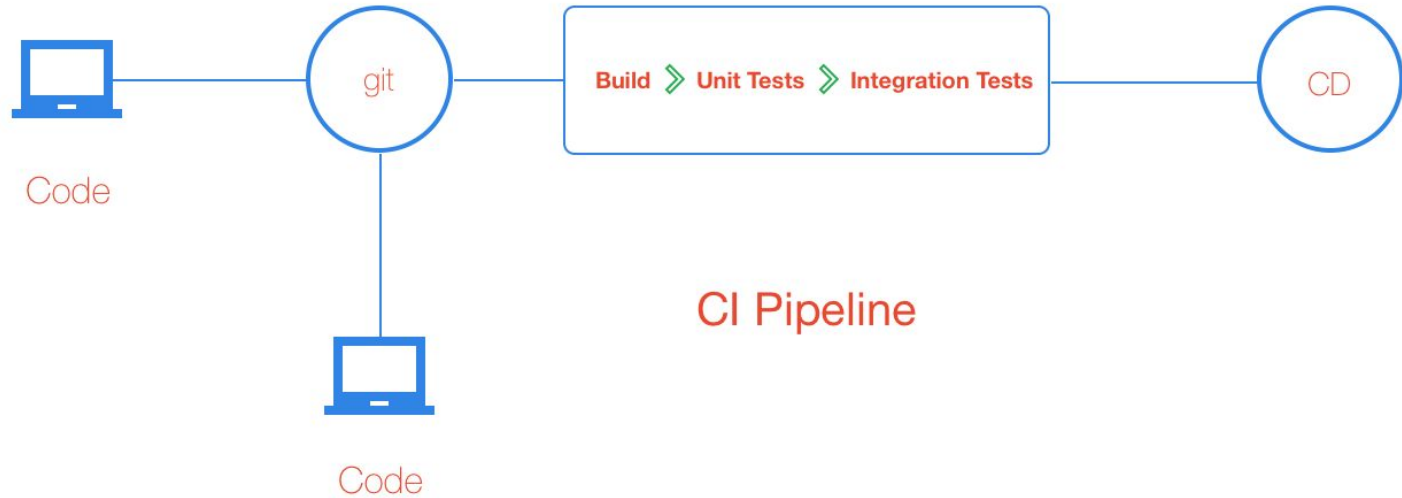 git
Build
Unit Tests
Integration Tests
CD
Code
CI Pipeline
Code